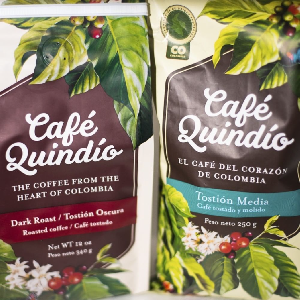 Café
Quindío
THE COFFEE FROM THE
HEART OF COLOMBIA
Dark Roast / Tostión Oscura
Roasted coffee / Café tostado
Net WT 12 oz
Peso neto 340 g
CO
Café
Quindío
EL CAFÉ DEL CORAZÓN
DE COLOMBIA
Tostión Media
Café tostado y molido
Peso neto 250 g